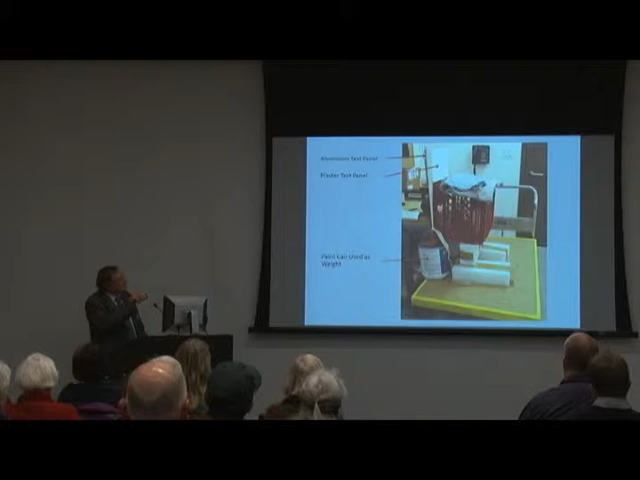 Aluminum Test Panel
Plaster Test Panel
Paint Can Used as
Weight